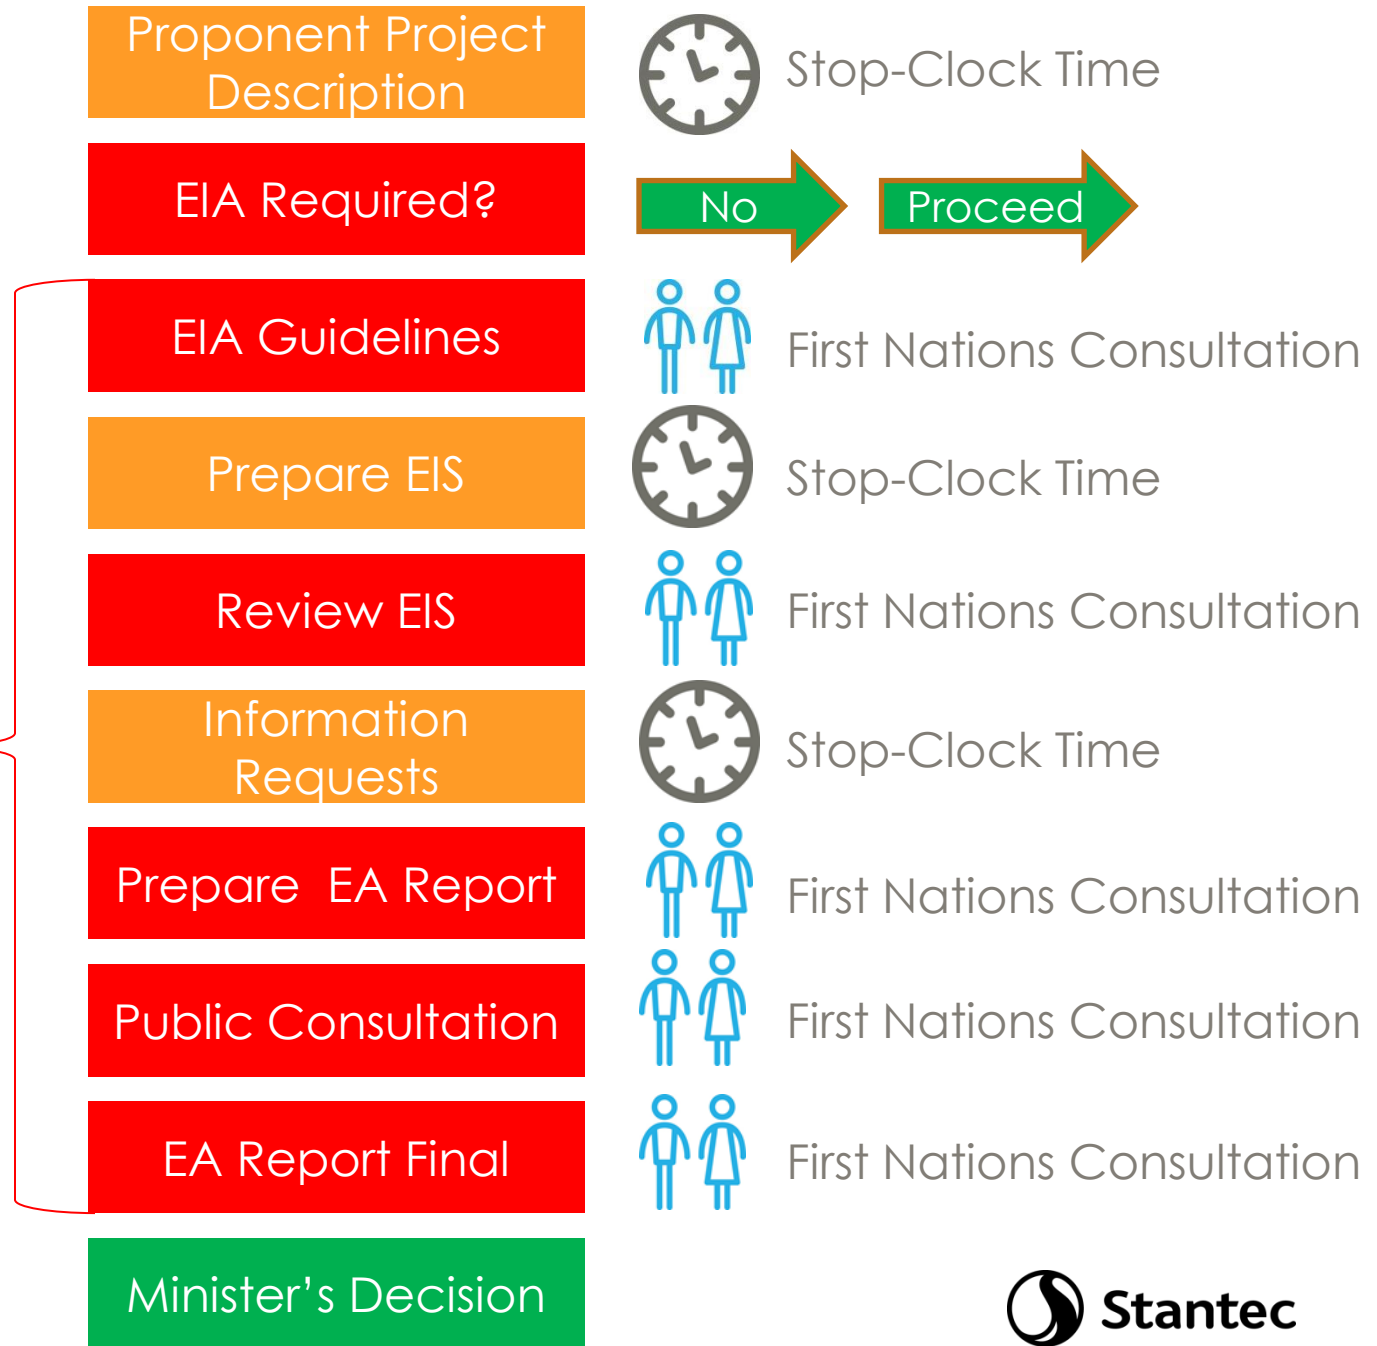 Proponent Project
Description
Stop-Clock Time
EIA Required?
No
Proceed
EIA Guidelines
First Nations Consultation
Prepare EIS
Stop-Clock Time
Review EIS
First Nations Consultation
Information
Requests
Stop-Clock Time
Prepare  EA Report
First Nations Consultation
Public Consultation
First Nations Consultation
EA Report Final
First Nations Consultation
Minister’s Decision
Stantec